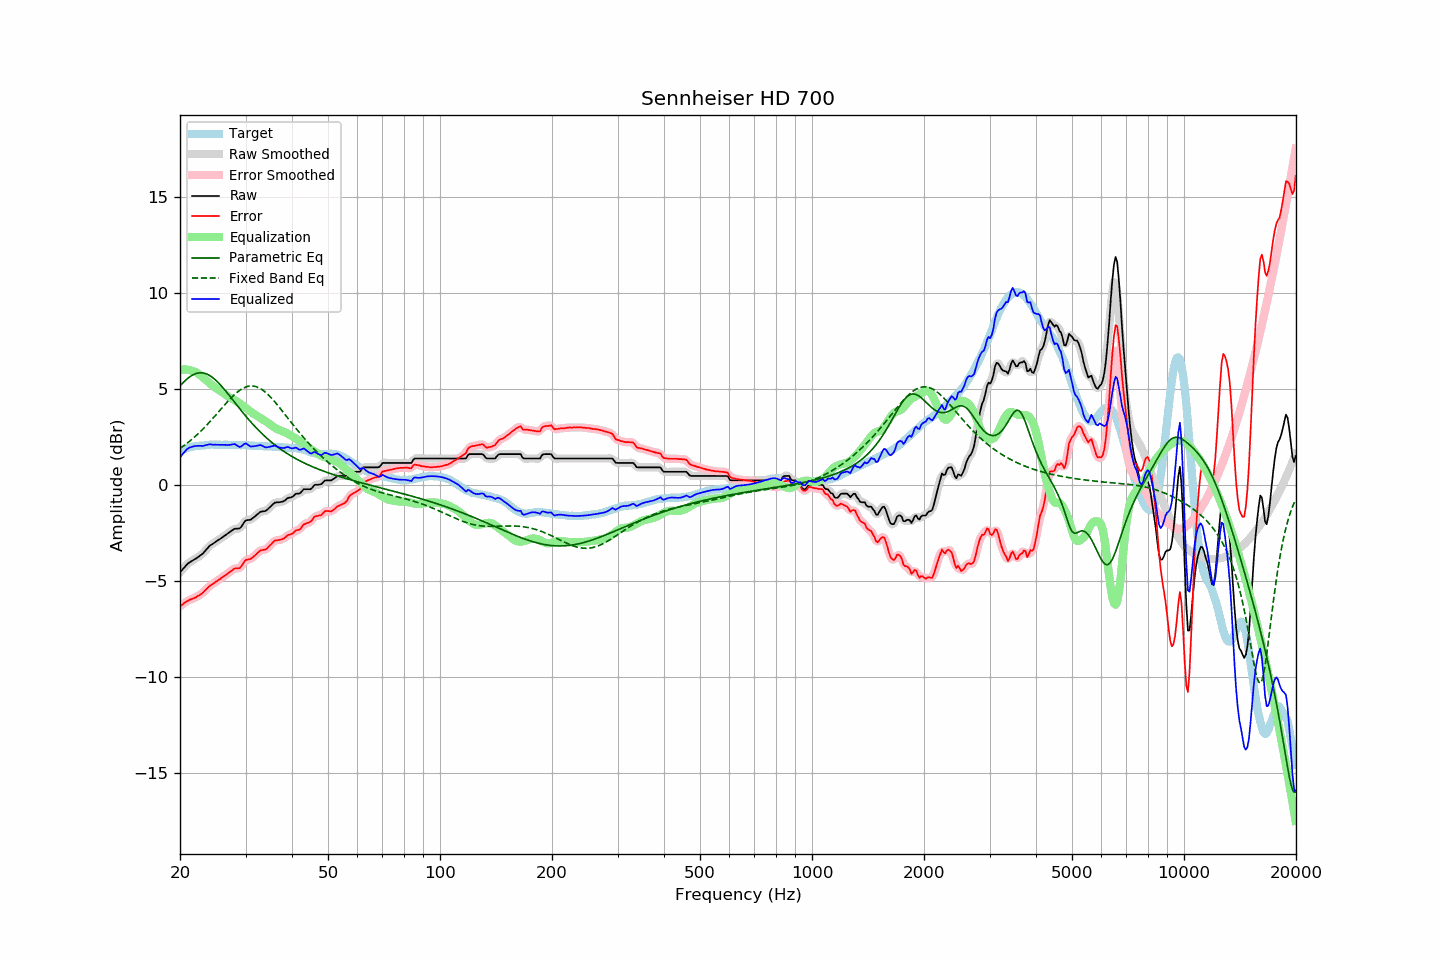 Sennheiser HD 700
Target
Raw Smoothed
Error Smoothed
Raw
Error
Equalization
Parametric Eq
Fixed Band Eq
Equalized
Amplitude (dBr)
15
10
5
0
−5
−10
−15
20
50
100
200
500
1000
2000
5000
10000
20000
Frequency (Hz)